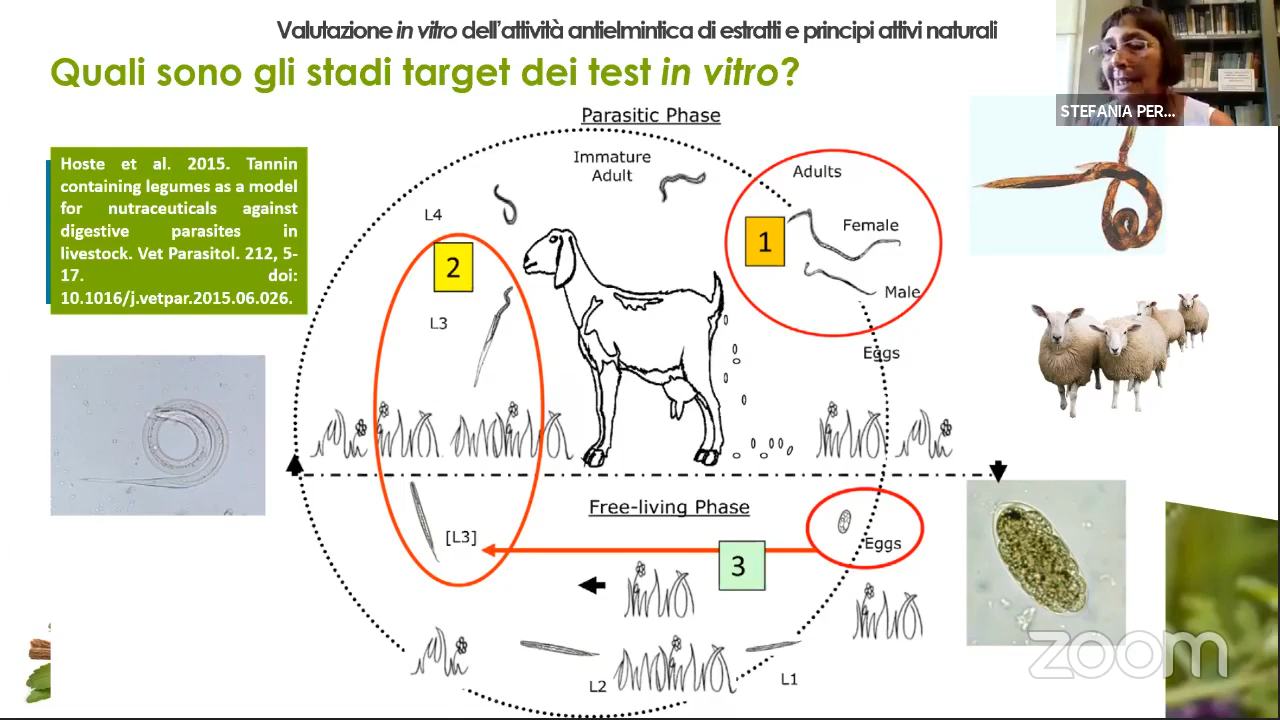 Valutazione in vitro dell'attività antielmintica di estratti e principi attivi naturali
Quali sono gli stadi target dei test in vitro?
STEFANIA PER...
Hoste et al. 2015. Tannin
containing legumes as a model
for nutraceuticals against
digestive parasites in
livestock. Vet Parasitol. 212, 5-
17. doi:
10.1016/j.vetpar.2015.06.026.
Parasitic Phase
Immature
Adult
Adults
L4
1
Female
2
Male
L3
Eggs
Free-living Phase
[L3]
Eggs
3
L2
L1
zoom